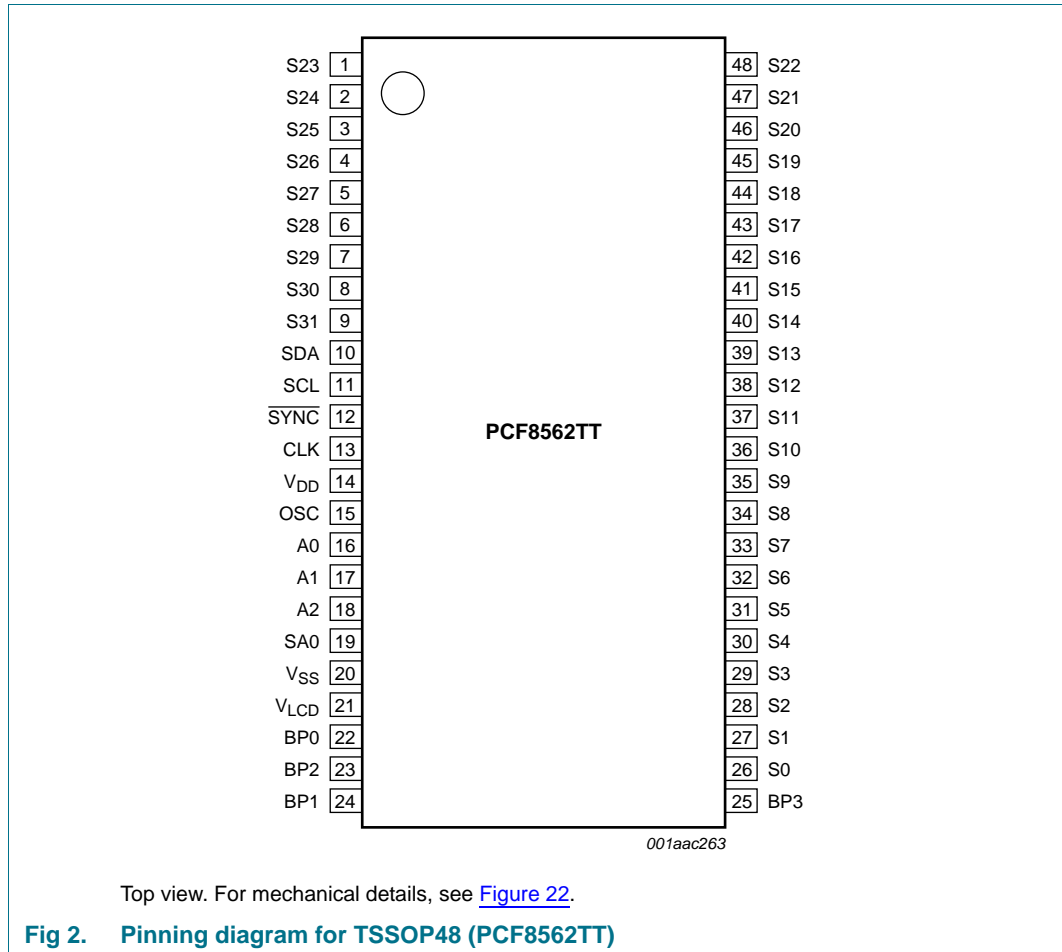 S23 1 48 S22
S24 2 47 S21
S25 3 46 S20
S26 4 45 S19
S27 5 44 S18
S28 6 43 S17
S29 7 42 S16
S30 8 41 S15
S31 9 40 S14
SDA 10 39 S13
SCL 11 38 S12
SYNC 12 37 S11
PCF8562TT
CLK 13 36 S10
VDD 14 35 S9
OSC 15 34 S8
A0 16 33 S7
A1 17 32 S6
A2 18 31 S5
SA0 19 30 S4
VSS 20 29 S3
VLCD 21 28 S2
BP0 22 27 S1
BP2 23 26 S0
BP1 24 25 BP3
001aac263
Top view. For mechanical details, see Figure 22.
Fig 2. Pinning diagram for TSSOP48 (PCF8562TT)